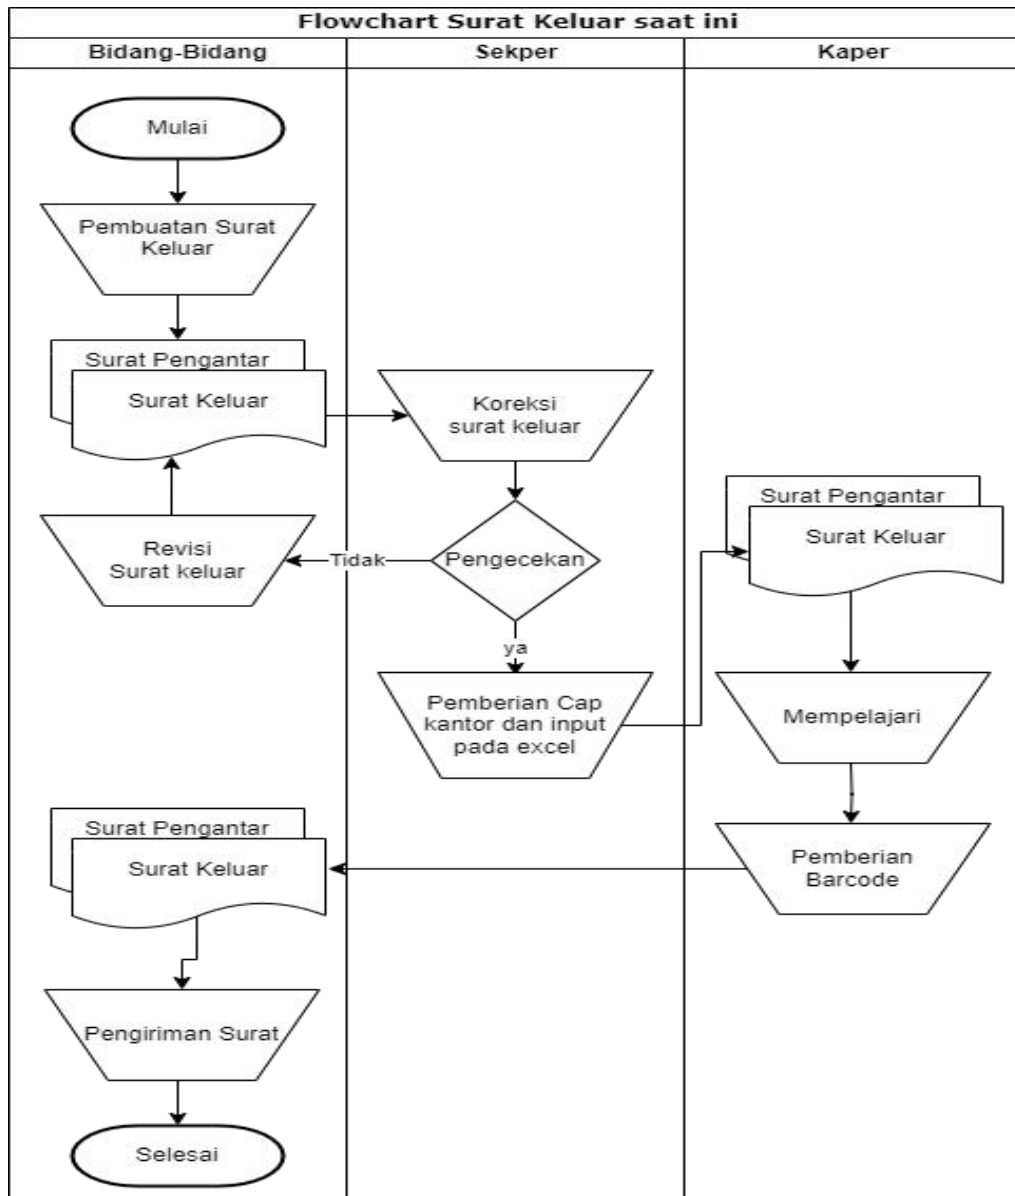 Flowchart Surat Keluar saat ini
Bidang-Bidang
Sekper
Kaper
Mulai
Pembuatan Surat
Keluar
Surat Pengantar
Surat Keluar
Koreksi
surat keluar
Revisi
Surat keluar
Tidak
Pengecekan
ya
Pemberian Cap
kantor dan input
pada excel
Surat Pengantar
Surat Keluar
Mempelajari
Pemberian
Barcode
Surat Pengantar
Surat Keluar
Pengiriman Surat
Selesai